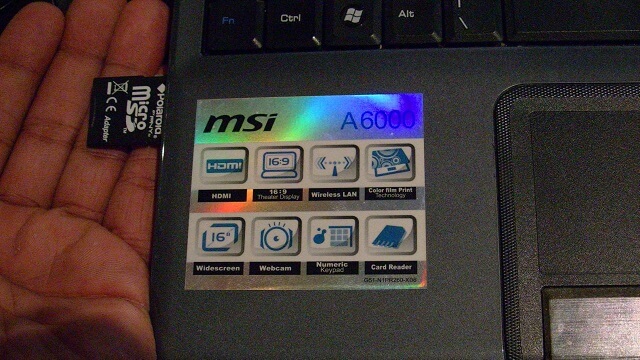 Fn
Ctrl
Alt
Polaroid
micro
SD
CE
Adapter
msi A6000
HDMI
16:9
HDMI
16:9
Theater Display
Wireless LAN
Color film Print
Technology
16"
Widescreen
Webcam
Numeric
Keypad
Card Reader